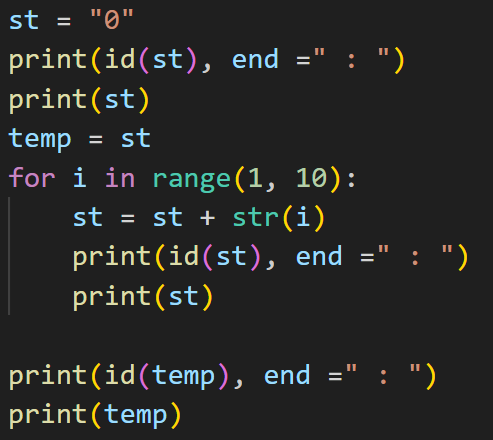 st = "0"
print(id(st), end =" : ")
print(st)
temp = st
for i in range(1, 10):
    st = st + str(i)
    print(id(st), end =" : ")
    print(st)

print(id(temp), end =" : ")
print(temp)